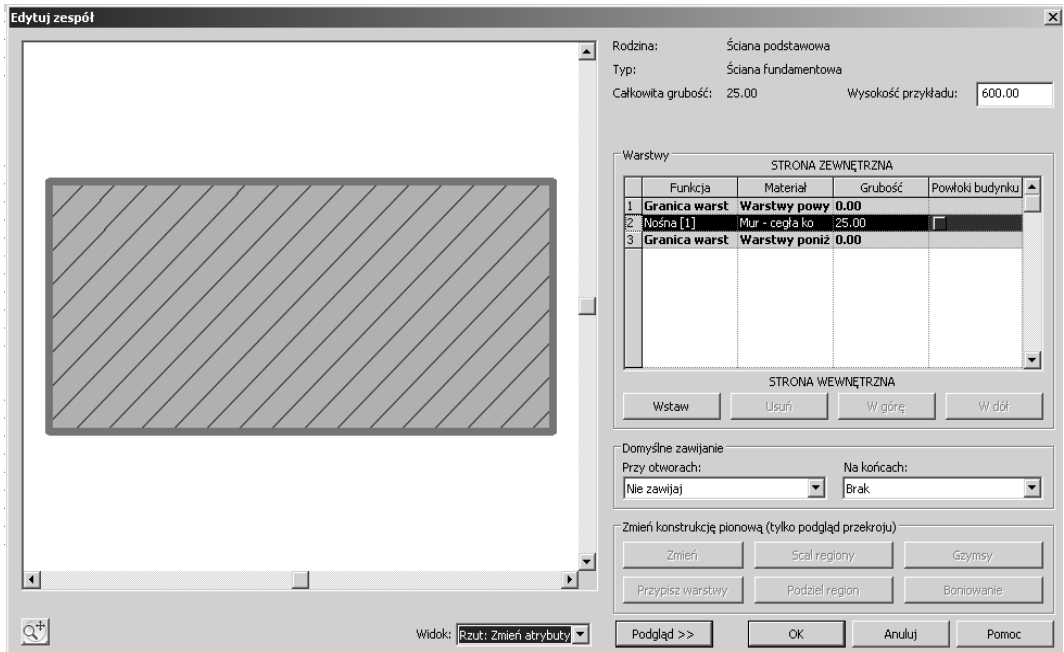 Edytuj zespół
Rodzina: Ściana podstawowa
Typ: Ściana fundamentowa
Całkowita grubość: 25.00 Wysokość przykładu: 600.00
Warstwy
STRONA ZEWNĘTRZNA
Funkcja Materiał Grubość Powłoki budynku
1 Granica warst Warstwy powy 0.00
2 Nośna [1] Mur - cegła ko 25.00
3 Granica warst Warstwy poniż 0.00
STRONA WEWNĘTRZNA
Wstaw Usuń W górę W dół
Domyślne zawijanie
Przy otworach: Na końcach:
Nie zawijaj Brak
Zmień konstrukcję pionową (tylko podgląd przekroju)
Zmień Scal regiony Gzymsy
Przypisz warstwy Podziel region Boniowanie
Widok: Rzut: Zmień atrybuty Podgląd >> OK Anuluj Pomoc